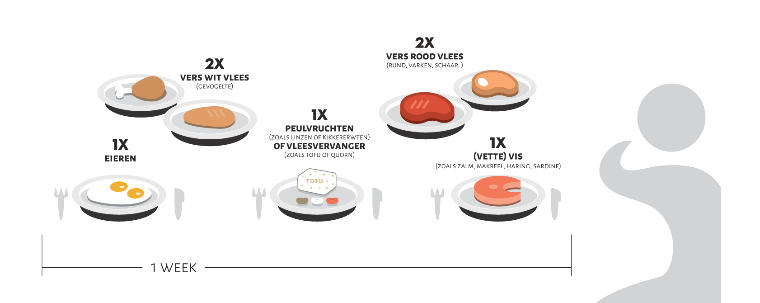 2X
VERS WIT VLEES
(GEVOGELTE)
2X
VERS ROOD VLEES
(RUND, VARKEN, SCHAAP,..)
1X
EIEREN
1X
PEULVRUCHTEN
(ZOALS LINZEN OF KIKKERERWTEN)
OF VLEESVERVANGER
(ZOALS TOFU OF QUORN)
TOFU
1X
(VETTE) VIS
(ZOALS ZALM, MAKREEL, HARING, SARDINE)
1 WEEK